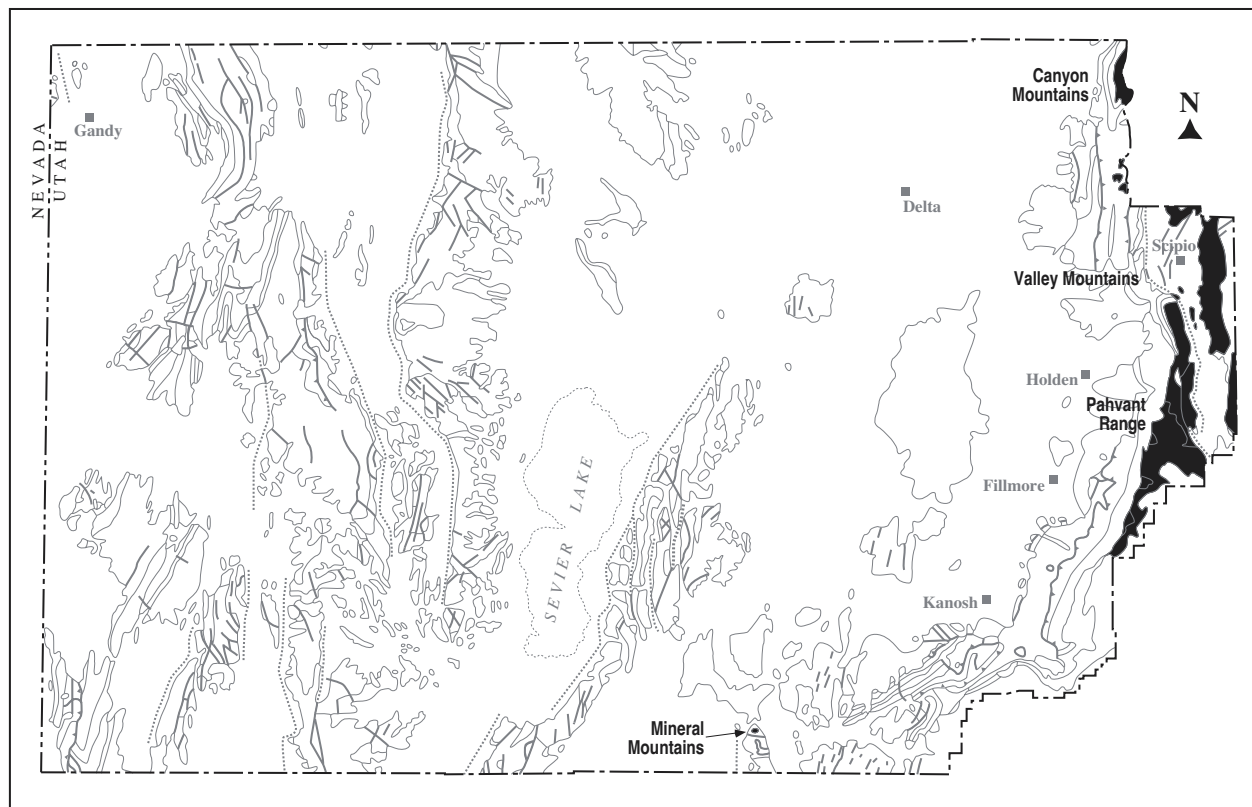 Canyon
Mountains
N
Gandy
NEVADA
UTAH
Delta
Scipio
Valley Mountains
Holden
Pahvant
Range
Fillmore
SEVIER LAKE
Kanosh
Mineral
Mountains